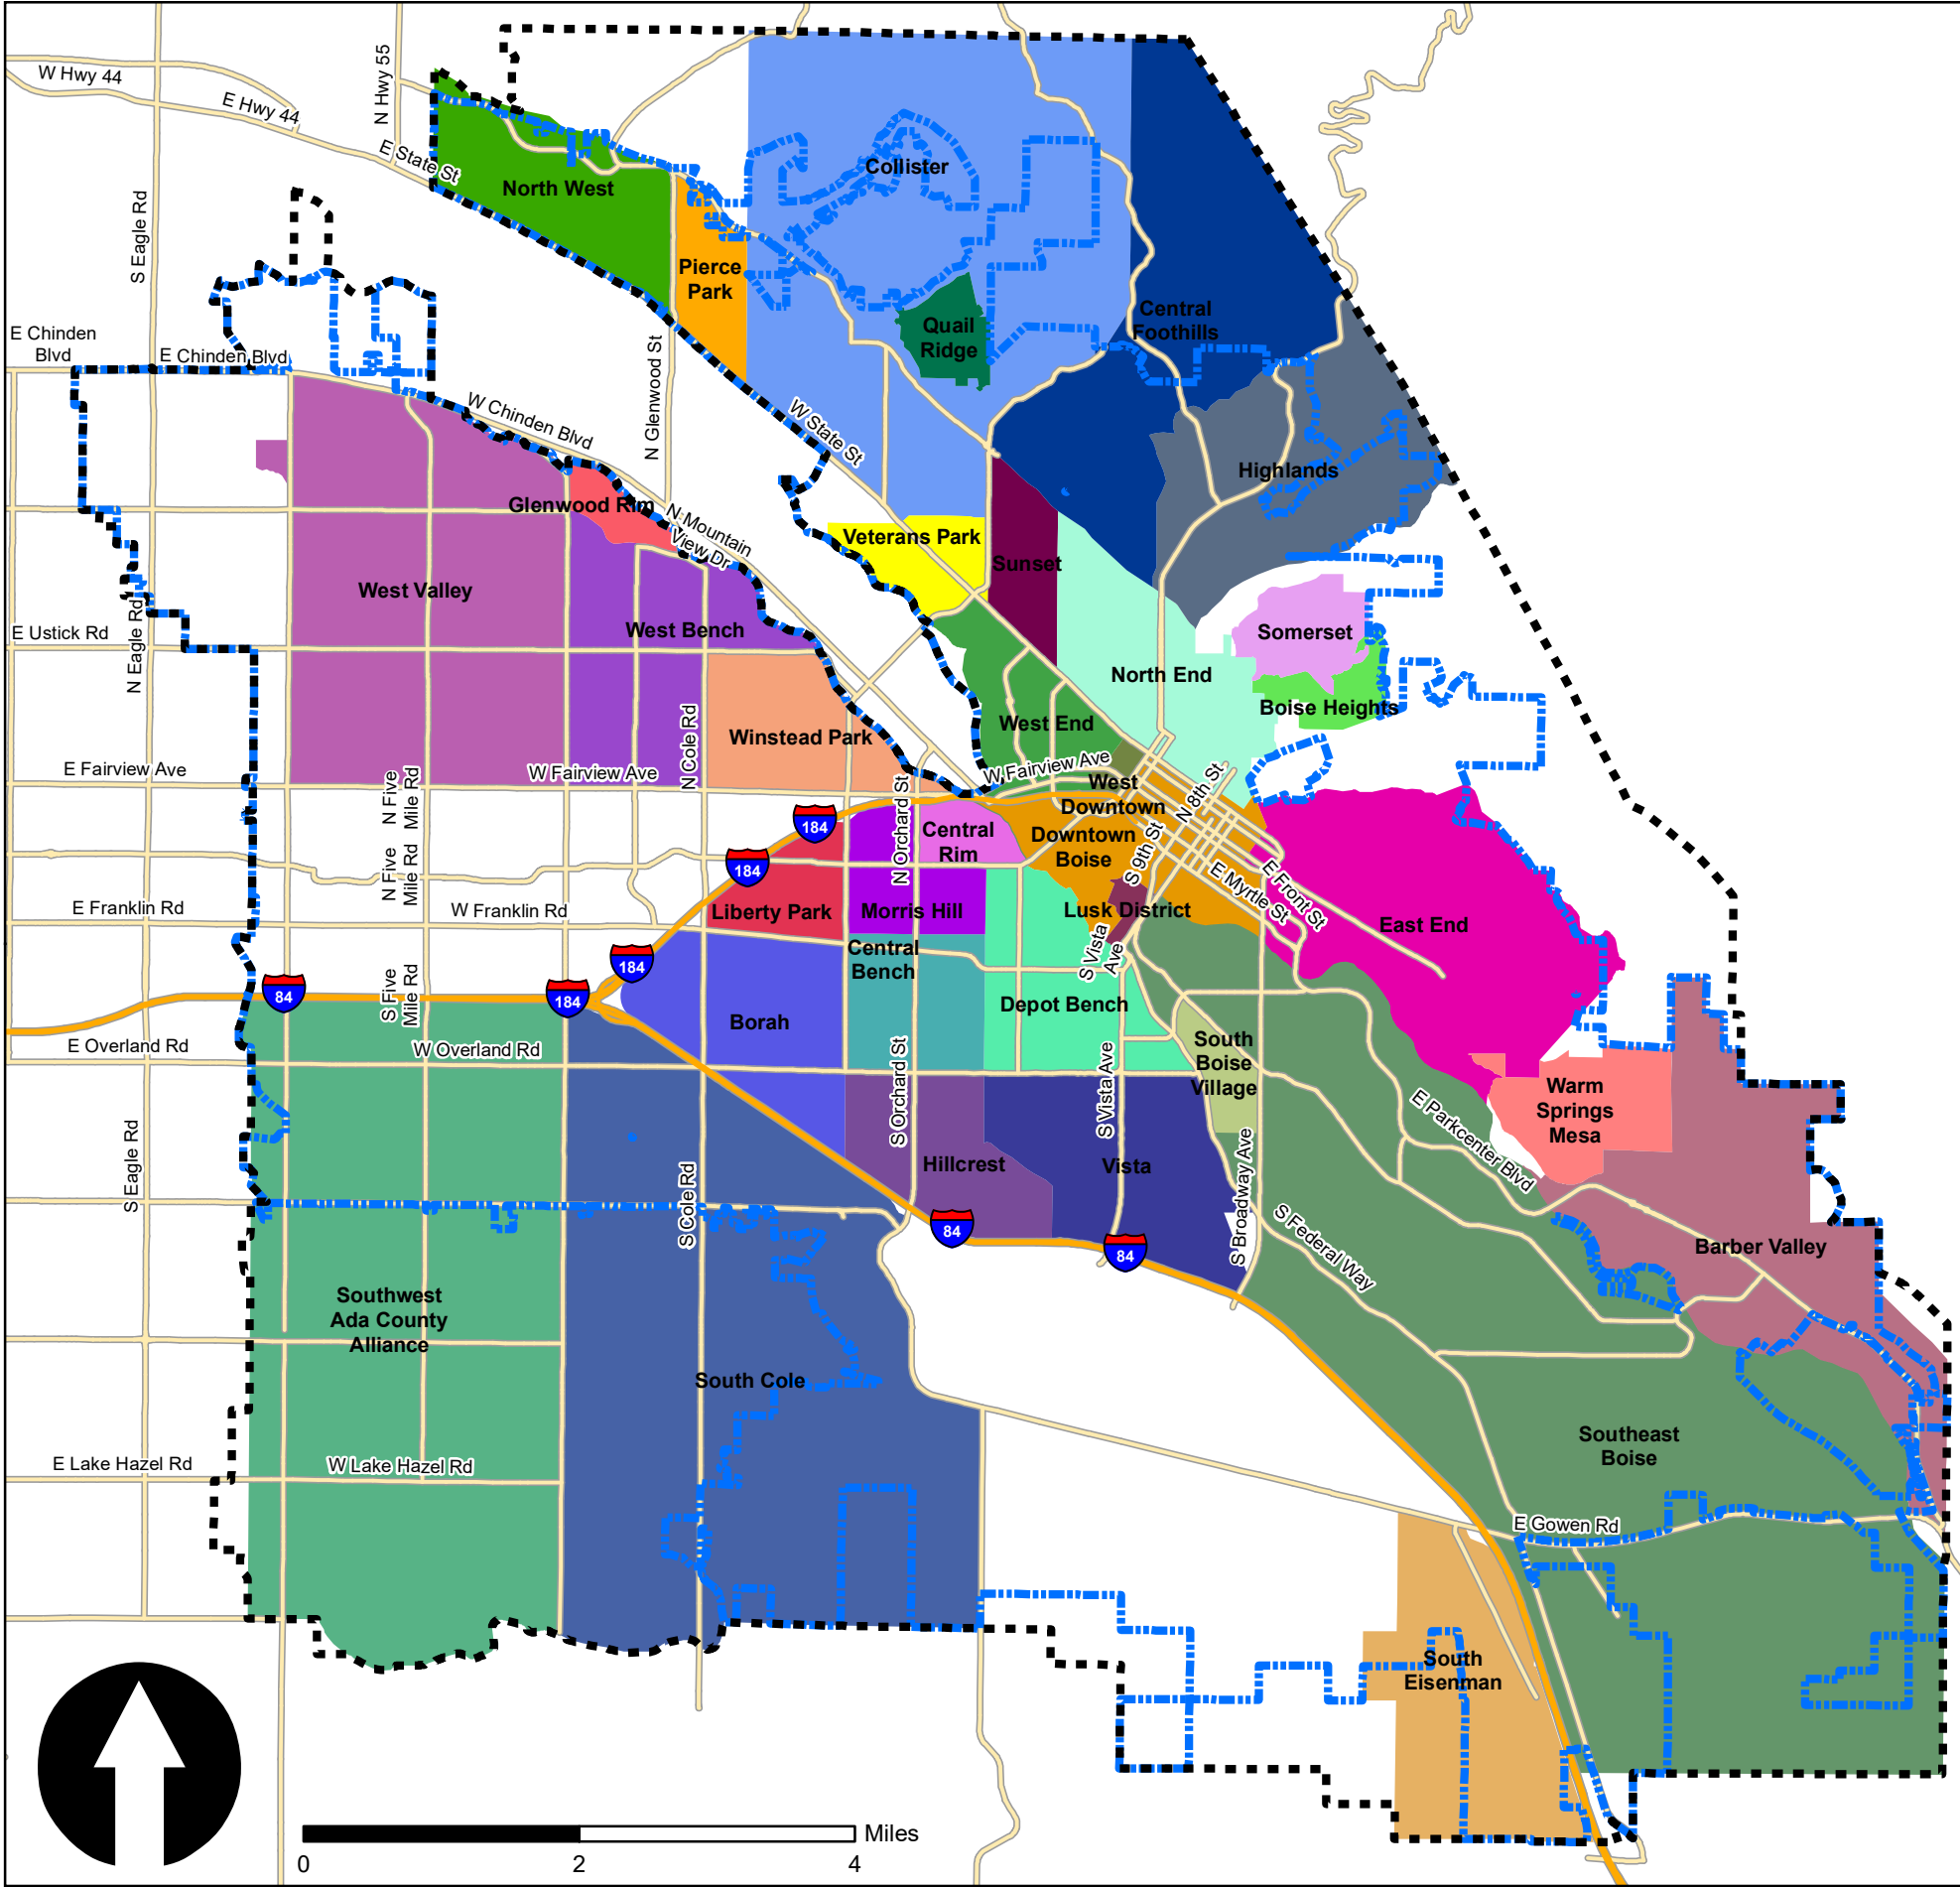 W Hwy 44
E Hwy 44
N Hwy 55
E State St
S Eagle Rd
North West
Collister
Pierce
Park
Quail
Ridge
Central
Foothills
E Chinden
Blvd
E Chinden Blvd
W Chinden Blvd
N Glenwood St
W State St
Highlands
Glenwood Rim
N Mountain
View Dr
Veterans Park
Sunset
West Valley
West Bench
E Ustick Rd
N Eagle Rd
Somerset
North End
Boise Heights
West End
Winstead Park
N Cole Rd
E Fairview Ave
W Fairview Ave
W Fairview Ave
N Five
Mile Rd
West
Downtown
N 8th St
184
N Orchard St
Central
Rim
Downtown
Boise
S 9th St
184
N Five
Mile Rd
E Franklin Rd
W Franklin Rd
Liberty Park
Morris Hill
Lusk District
E Myrtle St
E Front St
East End
Central
Bench
S Vista
Ave
184
84
S Five
Mile Rd
184
Depot Bench
Borah
E Overland Rd
W Overland Rd
South
Boise
Village
S Orchard St
S Vista Ave
Warm
Springs
Mesa
E Parkcenter Blvd
S Eagle Rd
S Cole Rd
Hillcrest
Vista
S Broadway Ave
84
84
S Federal Way
Barber Valley
Southwest
Ada County
Alliance
South Cole
Southeast
Boise
E Lake Hazel Rd
W Lake Hazel Rd
E Gowen Rd
South
Eisenman
Miles
0
2
4